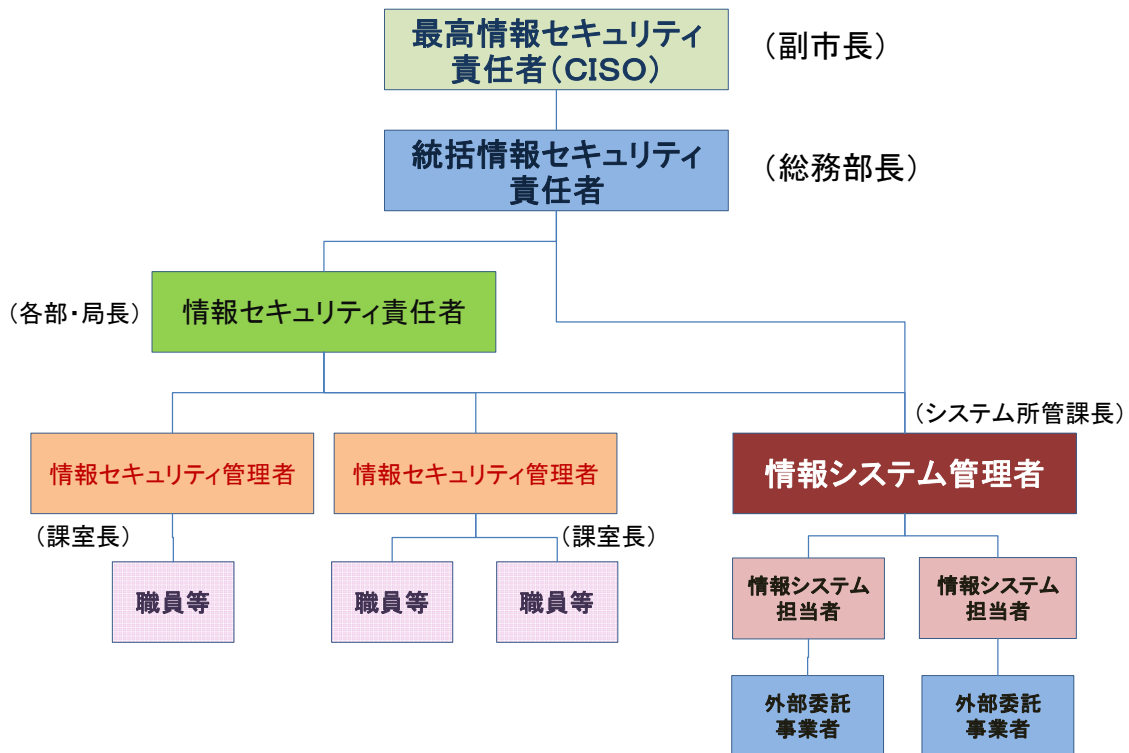 最高情報セキュリティ
責任者(CISO)
(副市長)
統括情報セキュリティ
責任者
(総務部長)
(各部・局長)
情報セキュリティ責任者
(システム所管課長)
情報セキュリティ管理者
情報セキュリティ管理者
情報システム管理者
(課室長)
(課室長)
職員等
職員等
職員等
情報システム
担当者
情報システム
担当者
外部委託
事業者
外部委託
事業者